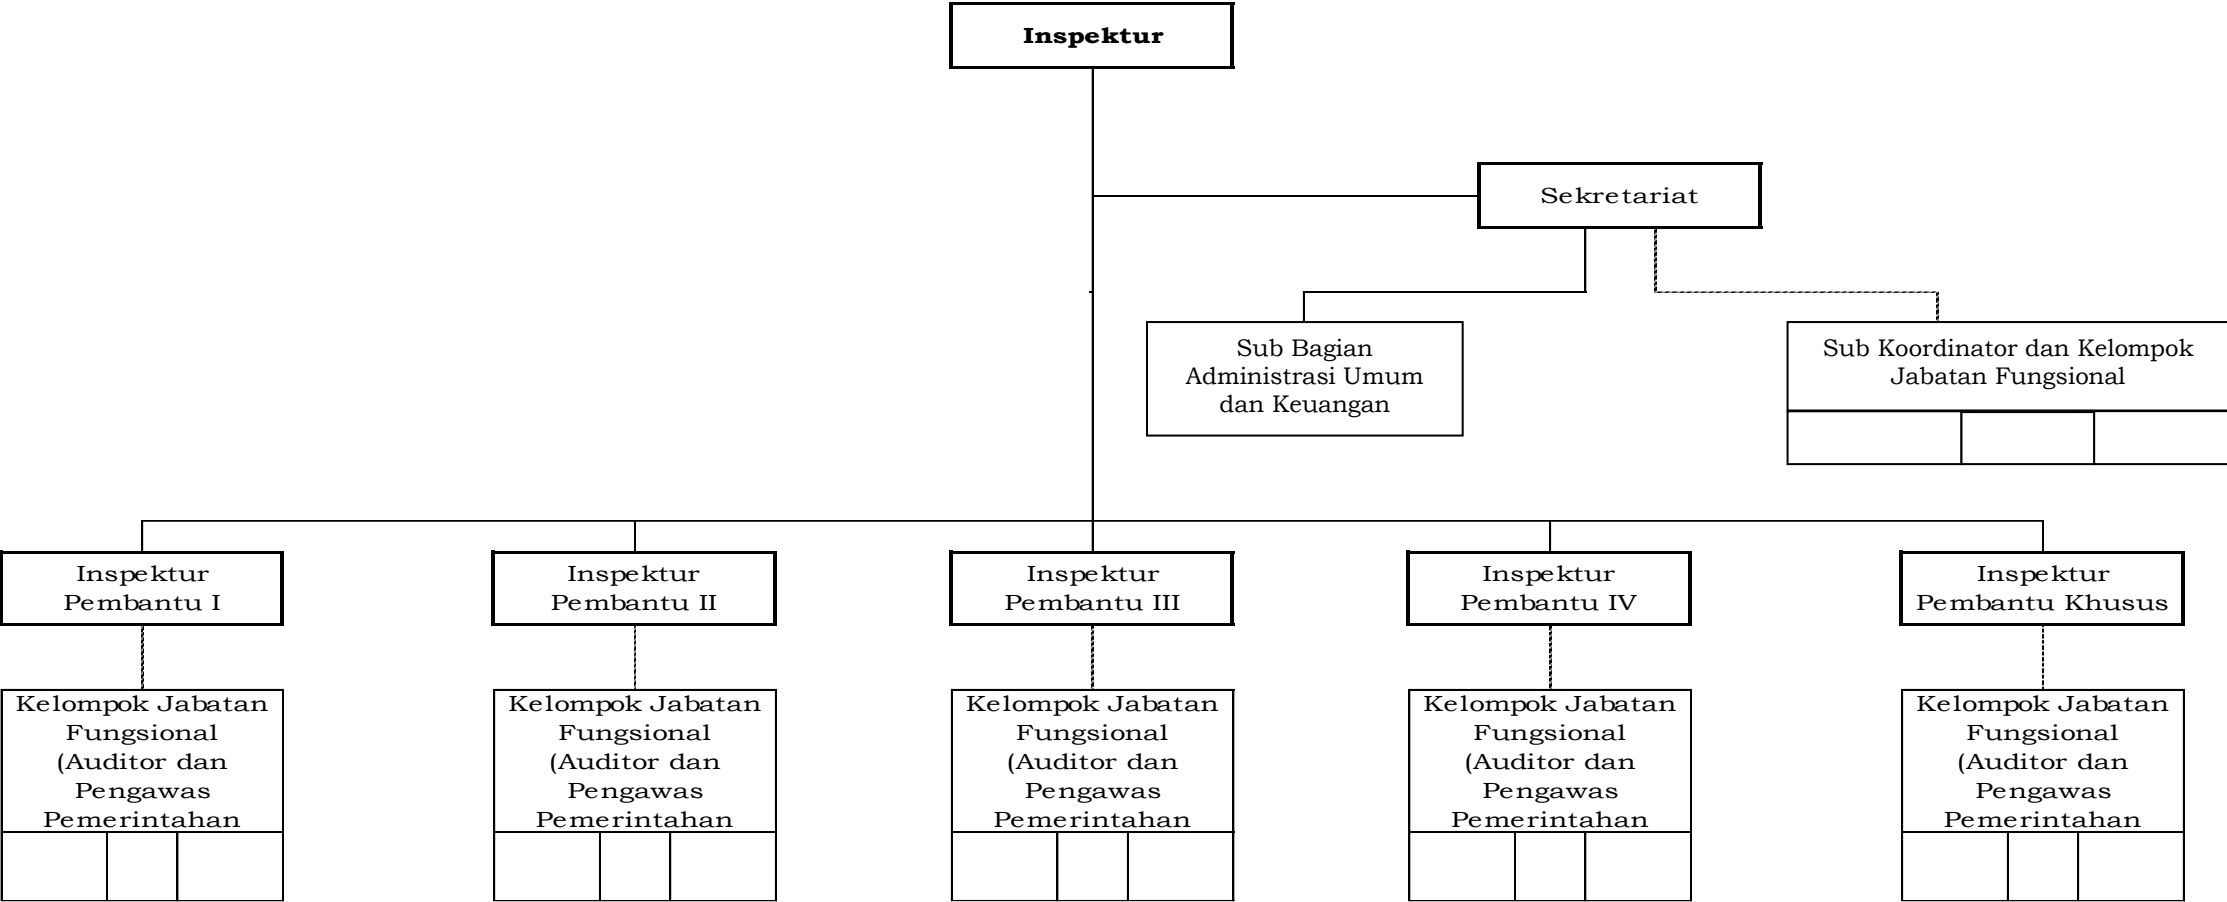 Inspektur
Sekretariat
Sub Bagian
Administrasi Umum
dan Keuangan
Sub Koordinator dan Kelompok
Jabatan Fungsional
Inspektur
Pembantu I
Inspektur
Pembantu II
Inspektur
Pembantu III
Inspektur
Pembantu IV
Inspektur
Pembantu Khusus
Kelompok Jabatan
Fungsional
(Auditor dan
Pengawas
Pemerintahan
Kelompok Jabatan
Fungsional
(Auditor dan
Pengawas
Pemerintahan
Kelompok Jabatan
Fungsional
(Auditor dan
Pengawas
Pemerintahan
Kelompok Jabatan
Fungsional
(Auditor dan
Pengawas
Pemerintahan
Kelompok Jabatan
Fungsional
(Auditor dan
Pengawas
Pemerintahan